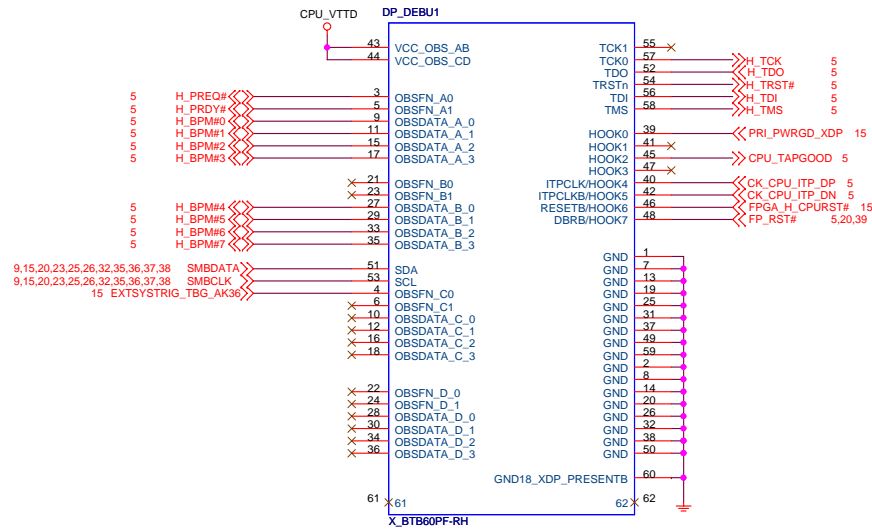 CPU_VTTD DP_DEBU1
43 VCC_OBS_AB TCK1 55
44 VCC_OBS_CD TCK0 57 H_TCK 5
TDO 52 H_TDO 5
TRSTn 54 H_TRST# 5
5 H_PREQ# 3 OBSFN_A0 TDI 56 H_TDI 5
5 H_PRDY# 5 OBSFN_A1 TMS 58 H_TMS 5
5 H_BPM#0 9 OBSDATA_A_0
5 H_BPM#1 11 OBSDATA_A_1 HOOK0 39 PRI_PWRGD_XDP 15
5 H_BPM#2 15 OBSDATA_A_2 HOOK1 41
5 H_BPM#3 17 OBSDATA_A_3 HOOK2 45 CPU_TAPGOOD 5
HOOK3 47
21 OBSFN_B0 ITPCLK/HOOK4 40 CK_CPU_ITP_DP 5
23 OBSFN_B1 ITPCLKB/HOOK5 42 CK_CPU_ITP_DN 5
5 H_BPM#4 27 OBSDATA_B_0 RESETB/HOOK6 46 FPGA_H_CPURST# 15
5 H_BPM#5 29 OBSDATA_B_1 DBRB/HOOK7 48 FP_RST# 5,20,39
5 H_BPM#6 33 OBSDATA_B_2
5 H_BPM#7 35 OBSDATA_B_3
GND 1
9,15,20,23,25,26,32,35,36,37,38 SMBDATA 51 SDA GND 7
9,15,20,23,25,26,32,35,36,37,38 SMBCLK 53 SCL GND 13
15 EXTSYSTRIG_TBG_AK36 4 OBSFN_C0 GND 19
6 OBSFN_C1 GND 25
10 OBSDATA_C_0 GND 31
12 OBSDATA_C_1 GND 37
16 OBSDATA_C_2 GND 49
18 OBSDATA_C_3 GND 59
GND 2
GND 8
22 OBSFN_D_0 GND 14
24 OBSFN_D_1 GND 20
28 OBSDATA_D_0 GND 26
30 OBSDATA_D_1 GND 32
34 OBSDATA_D_2 GND 38
36 OBSDATA_D_3 GND 50
GND18_XDP_PRESENTB 60
61 61 62 62
X_BTB60PF-RH